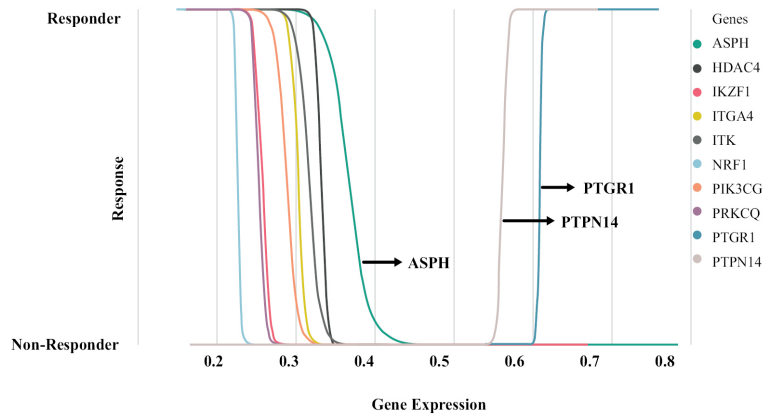 Responder
Non-Responder
Response
0.2 0.3 0.4 0.5 0.6 0.7 0.8
Gene Expression
PTGR1
PTPN14
ASPH
Genes
ASPH
HDAC4
IKZF1
ITGA4
ITK
NRF1
PIK3CG
PRKCQ
PTGR1
PTPN14